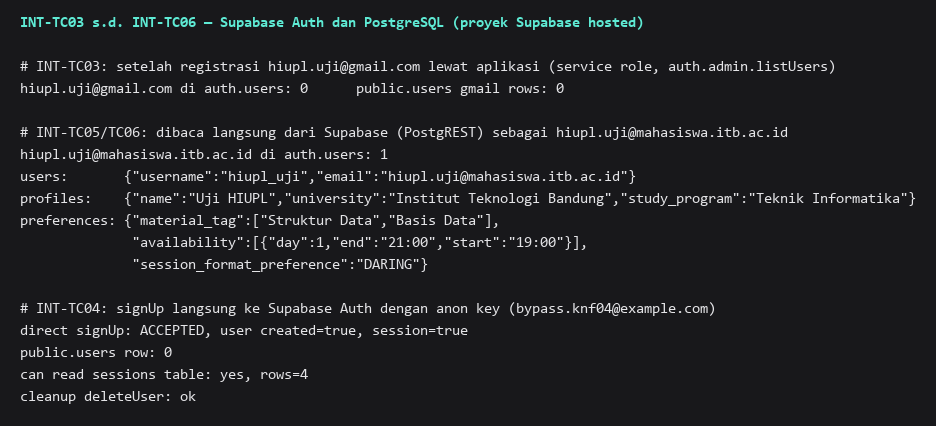 INT-TC03 s.d. INT-TC06 — Supabase Auth dan PostgreSQL (proyek Supabase hosted)
# INT-TC03: setelah registrasi hiupl.uji@gmail.com lewat aplikasi (service role, auth.admin.listUsers)
hiupl.uji@gmail.com di auth.users: 0      public.users gmail rows: 0
# INT-TC05/TC06: dibaca langsung dari Supabase (PostgREST) sebagai hiupl.uji@mahasiswa.itb.ac.id
hiupl.uji@mahasiswa.itb.ac.id di auth.users: 1
users:       {"username":"hiupl_uji","email":"hiupl.uji@mahasiswa.itb.ac.id"}
profiles:    {"name":"Uji HIUPL","university":"Institut Teknologi Bandung","study_program":"Teknik Informatika"}
preferences: {"material_tag":["Struktur Data","Basis Data"],
"availability":[{"day":1,"end":"21:00","start":"19:00"}],
"session_format_preference":"DARING"}
# INT-TC04: signUp langsung ke Supabase Auth dengan anon key (bypass.knf04@example.com)
direct signUp: ACCEPTED, user created=true, session=true
public.users row: 0
can read sessions table: yes, rows=4
cleanup deleteUser: ok